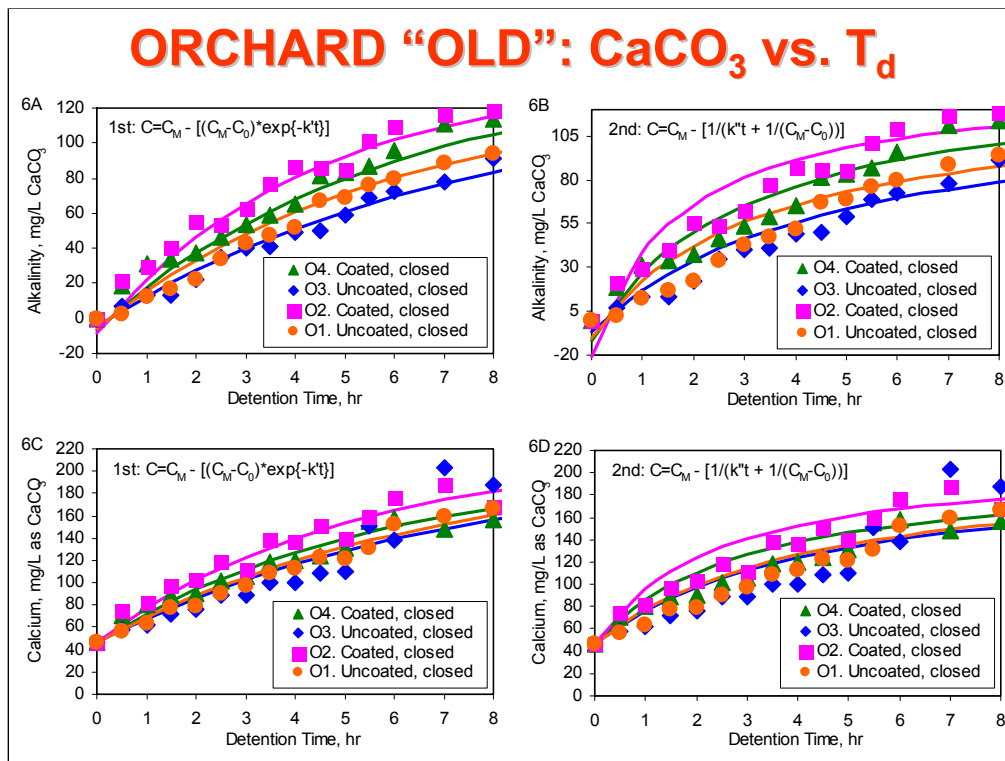 ORCHARD “OLD”: CaCO3 vs. Td
6A
1st: C=CM - [(CM-C0)*exp{-k't}]
120
100
80
60
40
20
0
-20
Alkalinity, mg/L CaCO3
O4. Coated, closed
O3. Uncoated, closed
O2. Coated, closed
O1. Uncoated, closed
0 1 2 3 4 5 6 7 8
Detention Time, hr
6B
2nd: C=CM - [1/(k"t + 1/(CM-C0))]
105
80
55
30
5
-20
Alkalinity, mg/L CaCO3
O4. Coated, closed
O3. Uncoated, closed
O2. Coated, closed
O1. Uncoated, closed
0 1 2 3 4 5 6 7 8
Detention Time, hr
6C
1st: C=CM - [(CM-C0)*exp{-k't}]
220
200
180
160
140
120
100
80
60
40
20
0
Calcium, mg/L as CaCO3
O4. Coated, closed
O3. Uncoated, closed
O2. Coated, closed
O1. Uncoated, closed
0 1 2 3 4 5 6 7 8
Detention Time, hr
6D
2nd: C=CM - [1/(k"t + 1/(CM-C0))]
220
200
180
160
140
120
100
80
60
40
20
0
Calcium, mg/L as CaCO3
O4. Coated, closed
O3. Uncoated, closed
O2. Coated, closed
O1. Uncoated, closed
0 1 2 3 4 5 6 7 8
Detention Time, hr